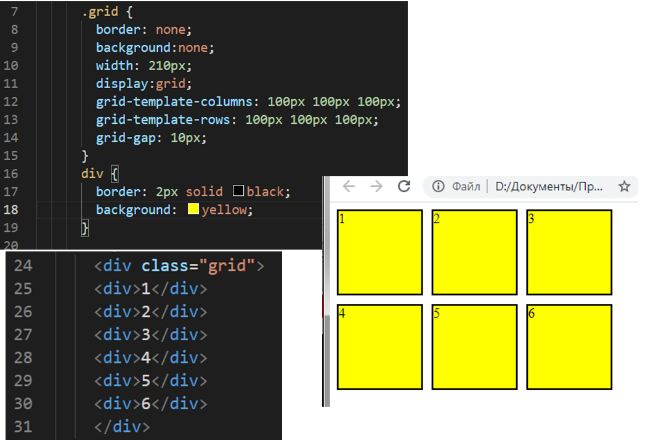 7 .grid {
8 border: none;
9 background:none;
10 width: 210px;
11 display:grid;
12 grid-template-columns: 100px 100px 100px;
13 grid-template-rows: 100px 100px 100px;
14 grid-gap: 10px;
15 }
16 div {
17 border: 2px solid black;
18 background: yellow;
19 }
20
24 <div class="grid">
25 <div>1</div>
26 <div>2</div>
27 <div>3</div>
28 <div>4</div>
29 <div>5</div>
30 <div>6</div>
31 </div>
Файл | D:/Документы/Пр...
1 2 3
4 5 6